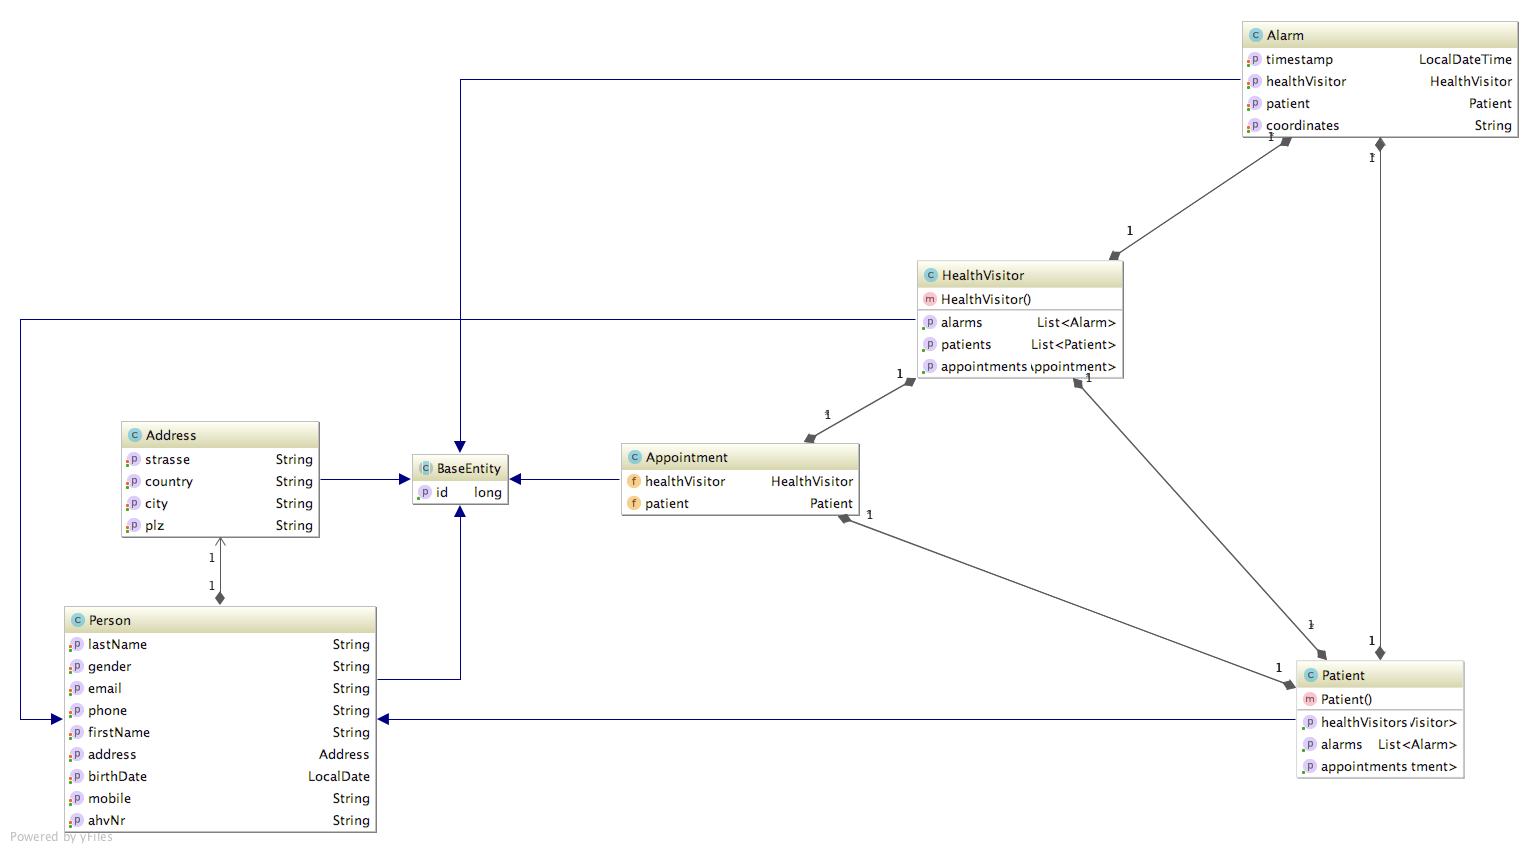 Alarm
timestamp LocalDateTime
healthVisitor HealthVisitor
patient Patient
coordinates String
1
1
1
HealthVisitor
HealthVisitor()
alarms List<Alarm>
patients List<Patient>
appointments ppointment>
1
1
1
Address
strasse String
country String
city String
plz String
BaseEntity
id long
Appointment
healthVisitor HealthVisitor
patient Patient
1
1
1
Person
lastName String
gender String
email String
phone String
firstName String
address Address
birthDate LocalDate
mobile String
ahvNr String
1
1
1
Patient
Patient()
healthVisitors Visitor>
alarms List<Alarm>
appointments tment>
Powered by yFiles